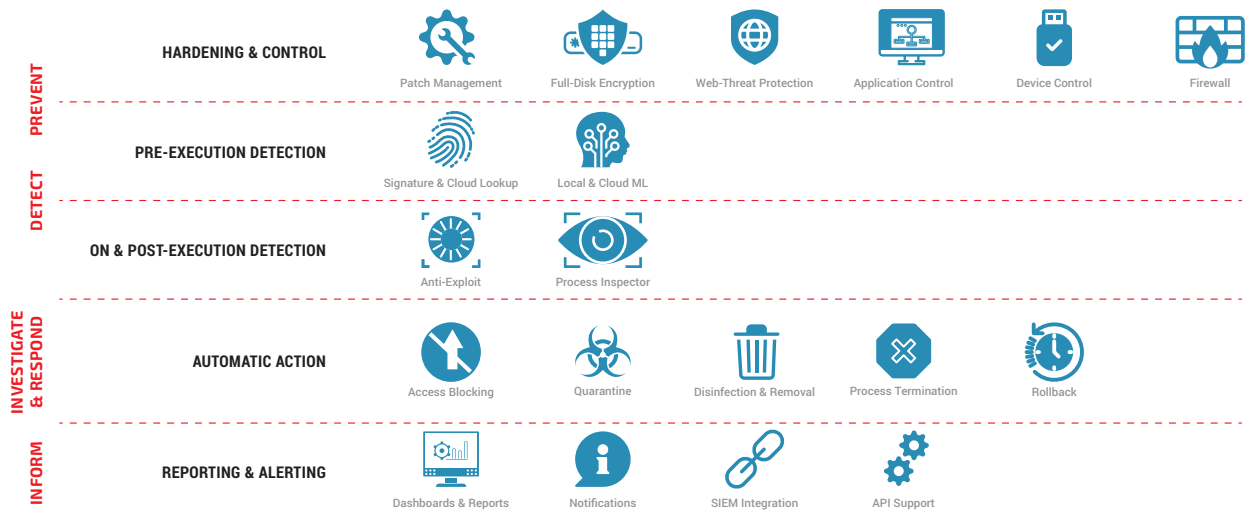 PREVENT
HARDENING & CONTROL
Patch Management
Full-Disk Encryption
Web-Threat Protection
Application Control
Device Control
Firewall
PRE-EXECUTION DETECTION
Signature & Cloud Lookup
Local & Cloud ML
DETECT
ON & POST-EXECUTION DETECTION
Anti-Exploit
Process Inspector
INVESTIGATE
& RESPOND
AUTOMATIC ACTION
Access Blocking
Quarantine
Disinfection & Removal
Process Termination
Rollback
INFORM
REPORTING & ALERTING
Dashboards & Reports
Notifications
SIEM Integration
API Support